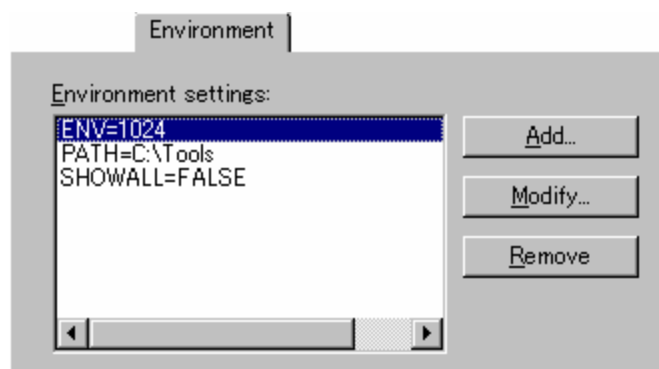 Environment
Environment settings:
ENV=1024
PATH=C:\Tools
SHOWALL=FALSE
Add...
Modify...
Remove